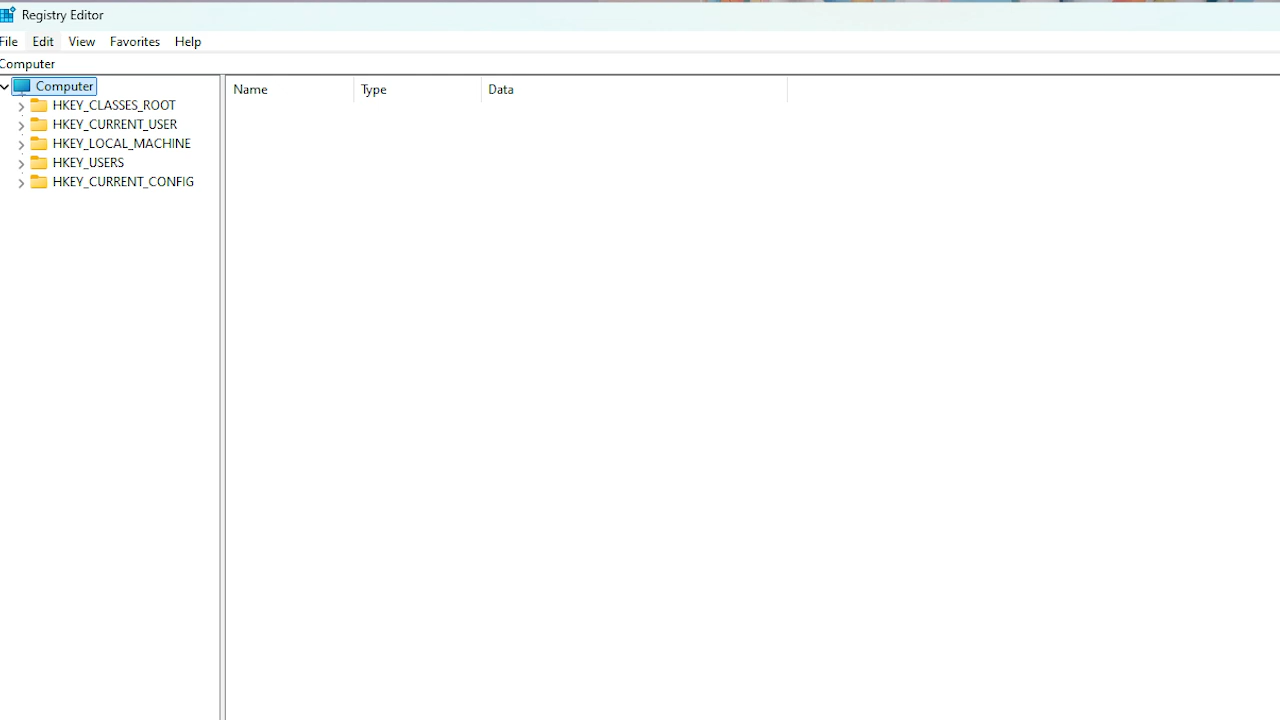 Registry Editor
File Edit View Favorites Help
Computer
Computer
Name Type Data
HKEY_CLASSES_ROOT
HKEY_CURRENT_USER
HKEY_LOCAL_MACHINE
HKEY_USERS
HKEY_CURRENT_CONFIG